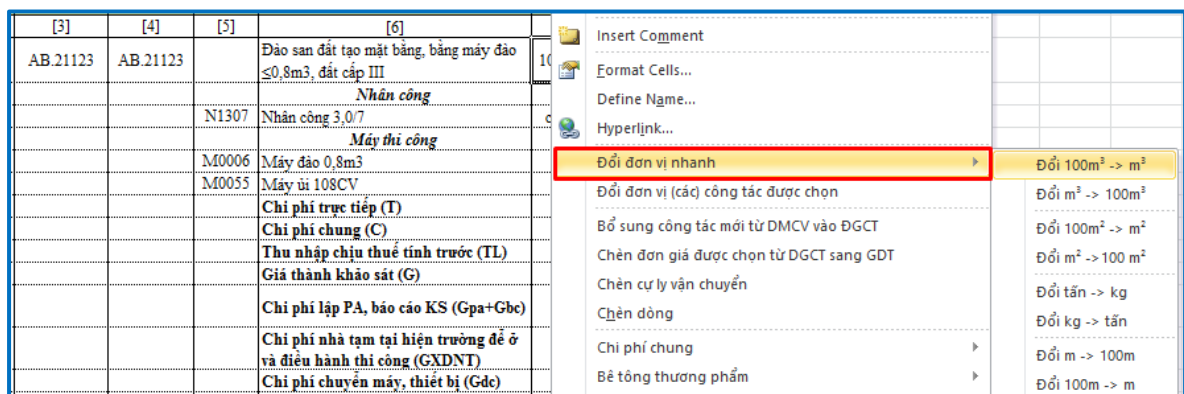 [3] [4] [5] [6]
AB.21123 AB.21123 Đào san đất tạo mặt bằng, bằng máy đào
≤0,8m3, đất cấp III
Nhân công
N1307 Nhân công 3,0/7
Máy thi công
M0006 Máy đào 0,8m3
M0055 Máy ủi 108CV
Chi phí trực tiếp (T)
Chi phí chung (C)
Thu nhập chịu thuế tính trước (TL)
Giá thành khảo sát (G)
Chi phí lập PA, báo cáo KS (Gpa+Gbc)
Chi phí nhà tạm tại hiện trường để ở
và điều hành thi công (GXDNT)
Chi phí chuyển máy, thiết bị (Gdc)
Insert Comment
Format Cells...
Define Name...
Hyperlink...
Đổi đơn vị nhanh
Đổi đơn vị (các) công tác được chọn
Bổ sung công tác mới từ DMCV vào ĐGCT
Chèn đơn giá được chọn từ DGCT sang GDT
Chèn cự ly vận chuyển
Chèn dòng
Chi phí chung
Bê tông thương phẩm
Đổi 100m³ -> m³
Đổi m³ -> 100m³
Đổi 100m² -> m²
Đổi m² ->100 m²
Đổi tấn -> kg
Đổi kg -> tấn
Đổi m -> 100m
Đổi 100m -> m